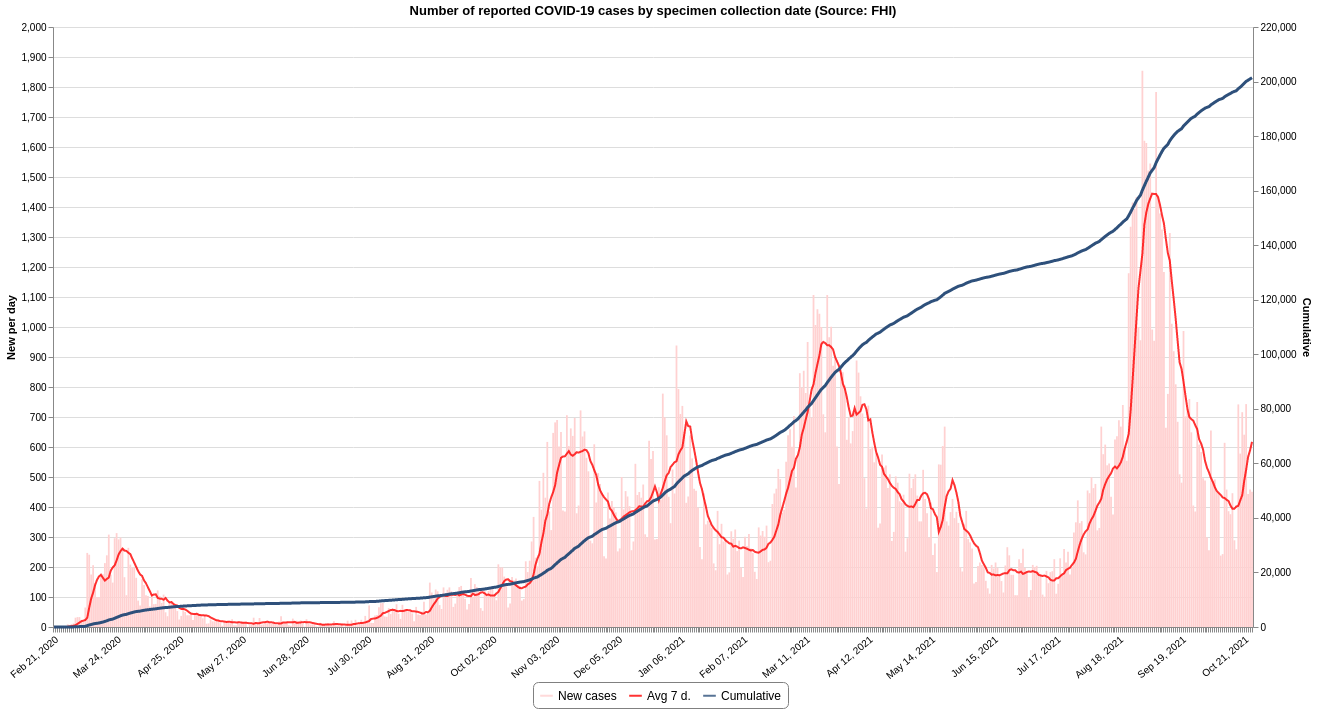 Number of reported COVID-19 cases by specimen collection date (Source: FHI)
2,000
1,900
1,800
1,700
1,600
1,500
1,400
1,300
1,200
1,100
1,000
900
800
700
600
500
400
300
200
100
0
New per day
220,000
200,000
180,000
160,000
140,000
120,000
100,000
80,000
60,000
40,000
20,000
0
Cumulative
Feb 21, 2020
Mar 24, 2020
Apr 25, 2020
May 27, 2020
Jun 28, 2020
Jul 30, 2020
Aug 31, 2020
Oct 02, 2020
Nov 03, 2020
Dec 05, 2020
Jan 06, 2021
Feb 07, 2021
Mar 11, 2021
Apr 12, 2021
May 14, 2021
Jun 15, 2021
Jul 17, 2021
Aug 18, 2021
Sep 19, 2021
Oct 21, 2021
New cases Avg 7 d. Cumulative